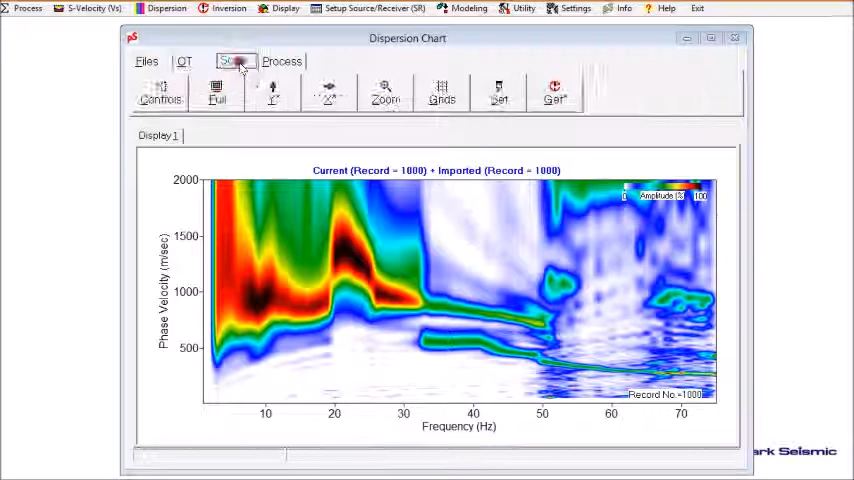 Process S-Velocity (Vs) Dispersion Inversion Display Setup Source/Receiver (SR) Modeling Utility Settings Info Help Exit
pS Dispersion Chart
Files OT Process
Controls Full Y X Zoom Grids Set Get
Display 1
Current (Record = 1000) + Imported (Record = 1000)
0 Amplitude (% 100
2000
1500
1000
500
Phase Velocity (m/sec)
Record No.=1000
10 20 30 40 50 60 70
Frequency (Hz)
ark Seismic